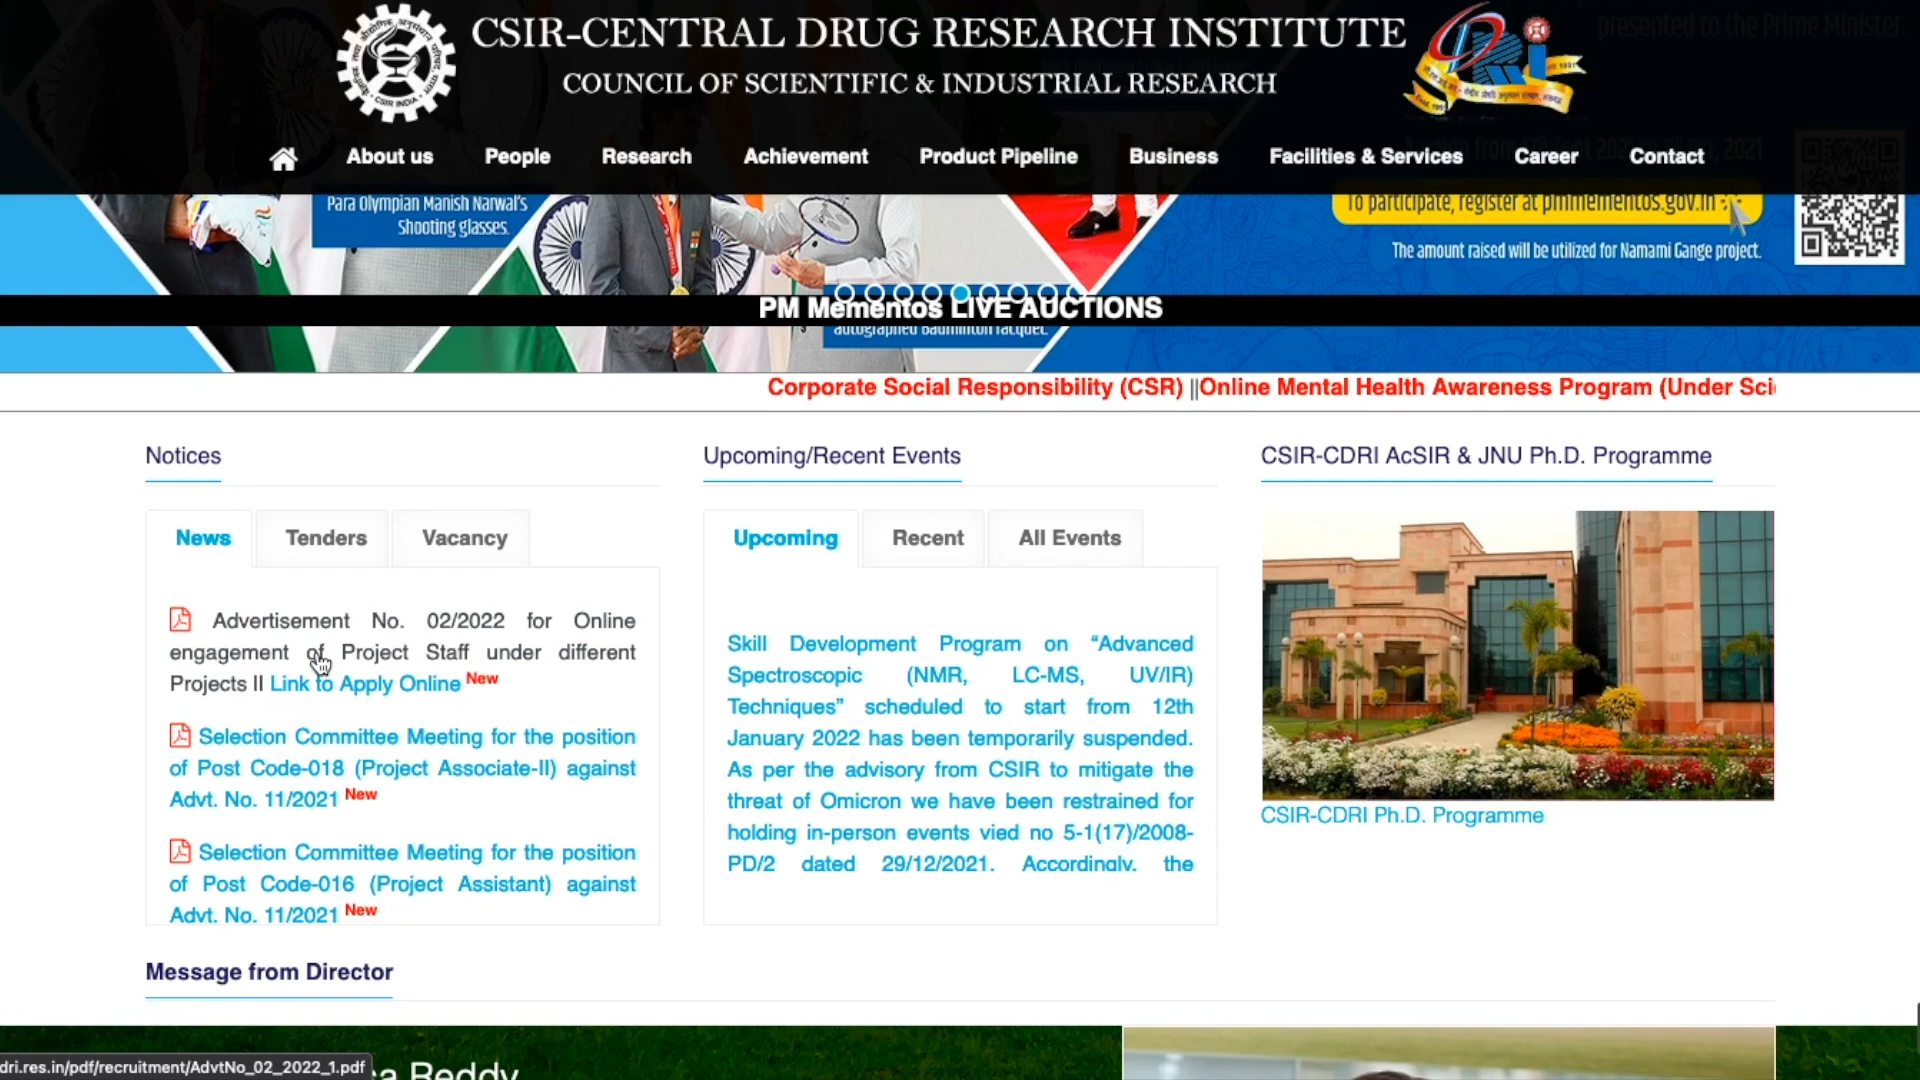 CSIR-CENTRAL DRUG RESEARCH INSTITUTE
COUNCIL OF SCIENTIFIC & INDUSTRIAL RESEARCH
presented to the Prime Minister
CSIR INDIA
About us People Research Achievement Product Pipeline Business Facilities & Services Career Contact
Para Olympian Manish Narwal's
Shooting glasses.
To participate, register at pmmementos.gov.in
The amount raised will be utilized for Namami Gange project.
PM Mementos LIVE AUCTIONS
autographed Badminton racquet.
Corporate Social Responsibility (CSR) ||Online Mental Health Awareness Program (Under Sci
Notices
News Tenders Vacancy
Advertisement No. 02/2022 for Online
engagement of Project Staff under different
Projects II Link to Apply Online New
Selection Committee Meeting for the position
of Post Code-018 (Project Associate-II) against
Advt. No. 11/2021 New
Selection Committee Meeting for the position
of Post Code-016 (Project Assistant) against
Advt. No. 11/2021 New
Upcoming/Recent Events
Upcoming Recent All Events
Skill Development Program on “Advanced
Spectroscopic (NMR, LC-MS, UV/IR)
Techniques” scheduled to start from 12th
January 2022 has been temporarily suspended.
As per the advisory from CSIR to mitigate the
threat of Omicron we have been restrained for
holding in-person events vied no 5-1(17)/2008-
PD/2 dated 29/12/2021. Accordingly, the
CSIR-CDRI AcSIR & JNU Ph.D. Programme
CSIR-CDRI Ph.D. Programme
Message from Director
Reddy
dri.res.in/pdf/recruitment/AdvtNo_02_2022_1.pdf